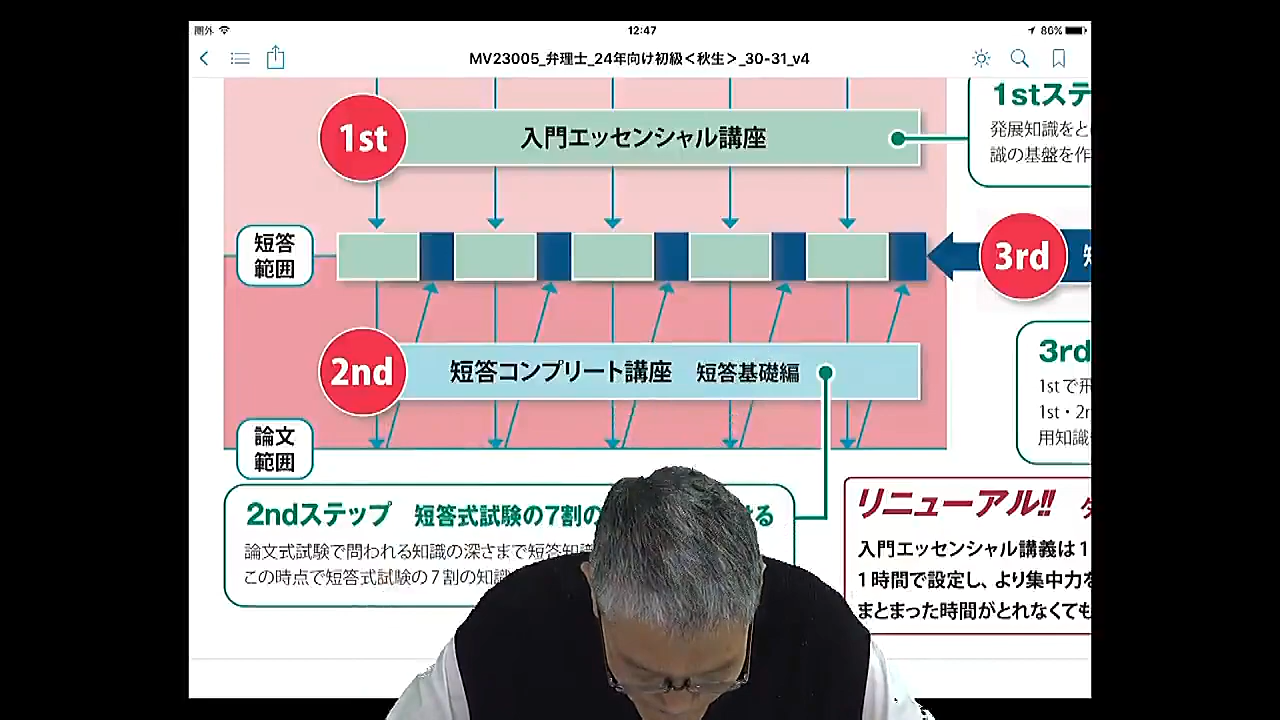 圏外
12:47
86%
MV23005_弁理士_24年向け初級＜秋生＞_30-31_v4
1st
入門エッセンシャル講座
1stステ
発展知識をと
識の基盤を作
短答
範囲
3rd
2nd
短答コンプリート講座 短答基礎編
3rd
1stで飛
1st・2n
用知識
論文
範囲
2ndステップ 短答式試験の7割の
ける
論文式試験で問われる知識の深さまで短答知識
この時点で短答式試験の7割の知識
リニューアル!!
入門エッセンシャル講義は1
1時間で設定し、より集中力を
まとまった時間がとれなくても